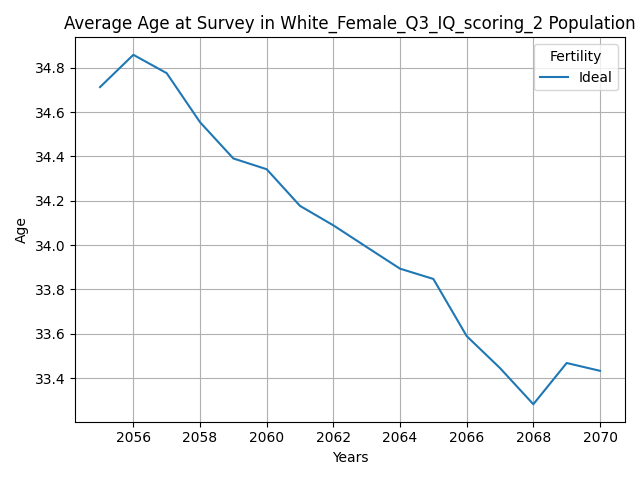 Average Age at Survey in White_Female_Q3_IQ_scoring_2 Population
Fertility
Ideal
34.8
34.6
34.4
34.2
34.0
33.8
33.6
33.4
Age
2056 2058 2060 2062 2064 2066 2068 2070
Years